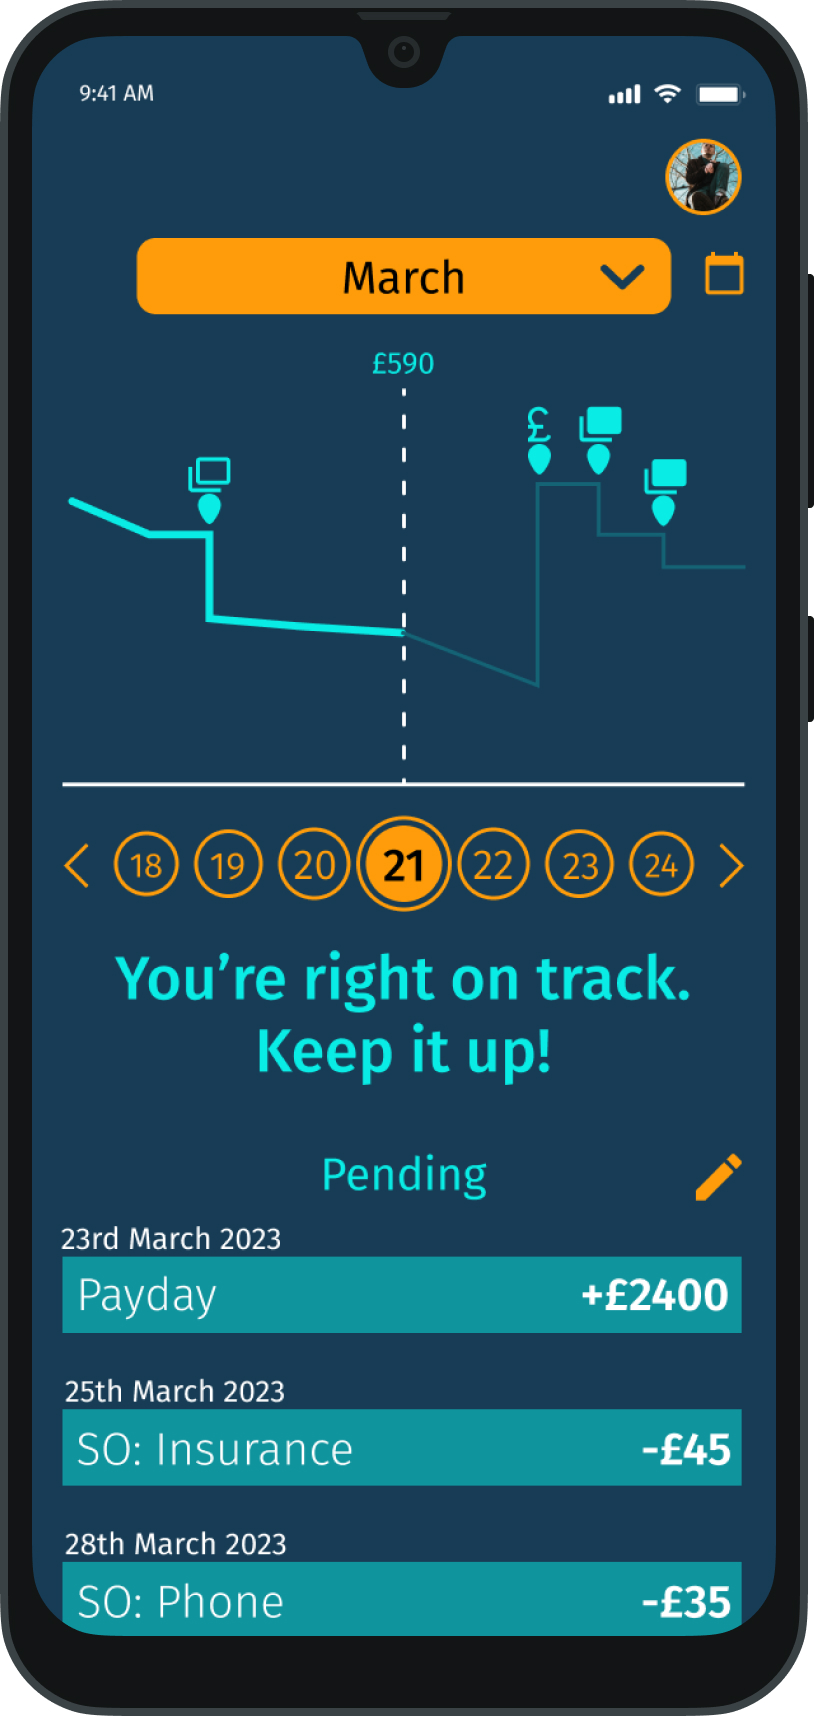 9:41 AM
March
£590
£
18 19 20 21 22 23 24
You’re right on track.
Keep it up!
Pending
23rd March 2023
Payday +£2400
25th March 2023
SO: Insurance -£45
28th March 2023
SO: Phone -£35